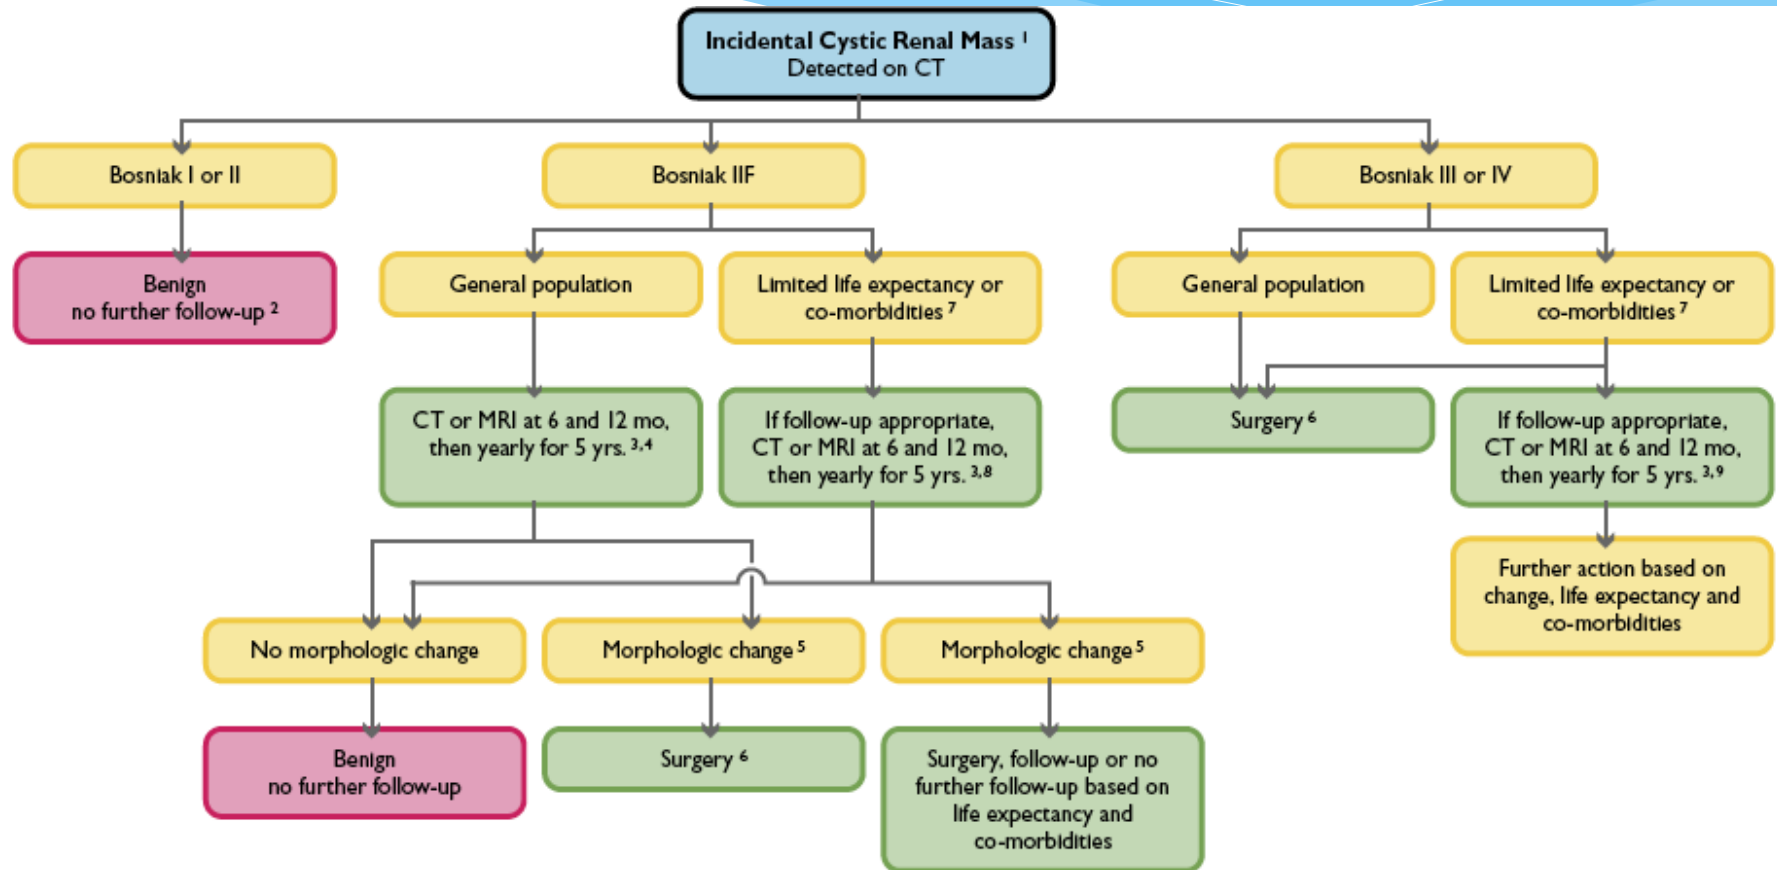 Incidental Cystic Renal Mass 1
Detected on CT
Bosniak I or II
Bosniak IIF
Bosniak III or IV
Benign
no further follow-up 2
General population
Limited life expectancy or
co-morbidities 7
General population
Limited life expectancy or
co-morbidities 7
CT or MRI at 6 and 12 mo,
then yearly for 5 yrs. 3,4
If follow-up appropriate,
CT or MRI at 6 and 12 mo,
then yearly for 5 yrs. 3,8
Surgery 6
If follow-up appropriate,
CT or MRI at 6 and 12 mo,
then yearly for 5 yrs. 3,9
No morphologic change
Morphologic change 5
Morphologic change 5
Further action based on
change, life expectancy and
co-morbidities
Benign
no further follow-up
Surgery 6
Surgery, follow-up or no
further follow-up based on
life expectancy and
co-morbidities